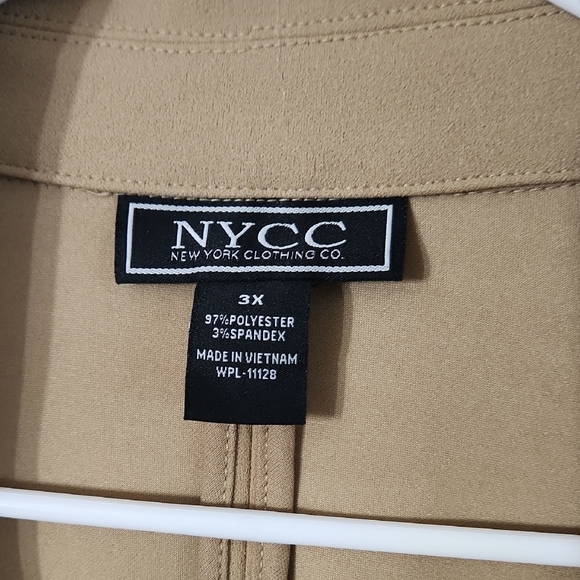 NYCC
NEW YORK CLOTHING CO.
3X
97%POLYESTER
3%SPANDEX
MADE IN VIETNAM
WPL-11128